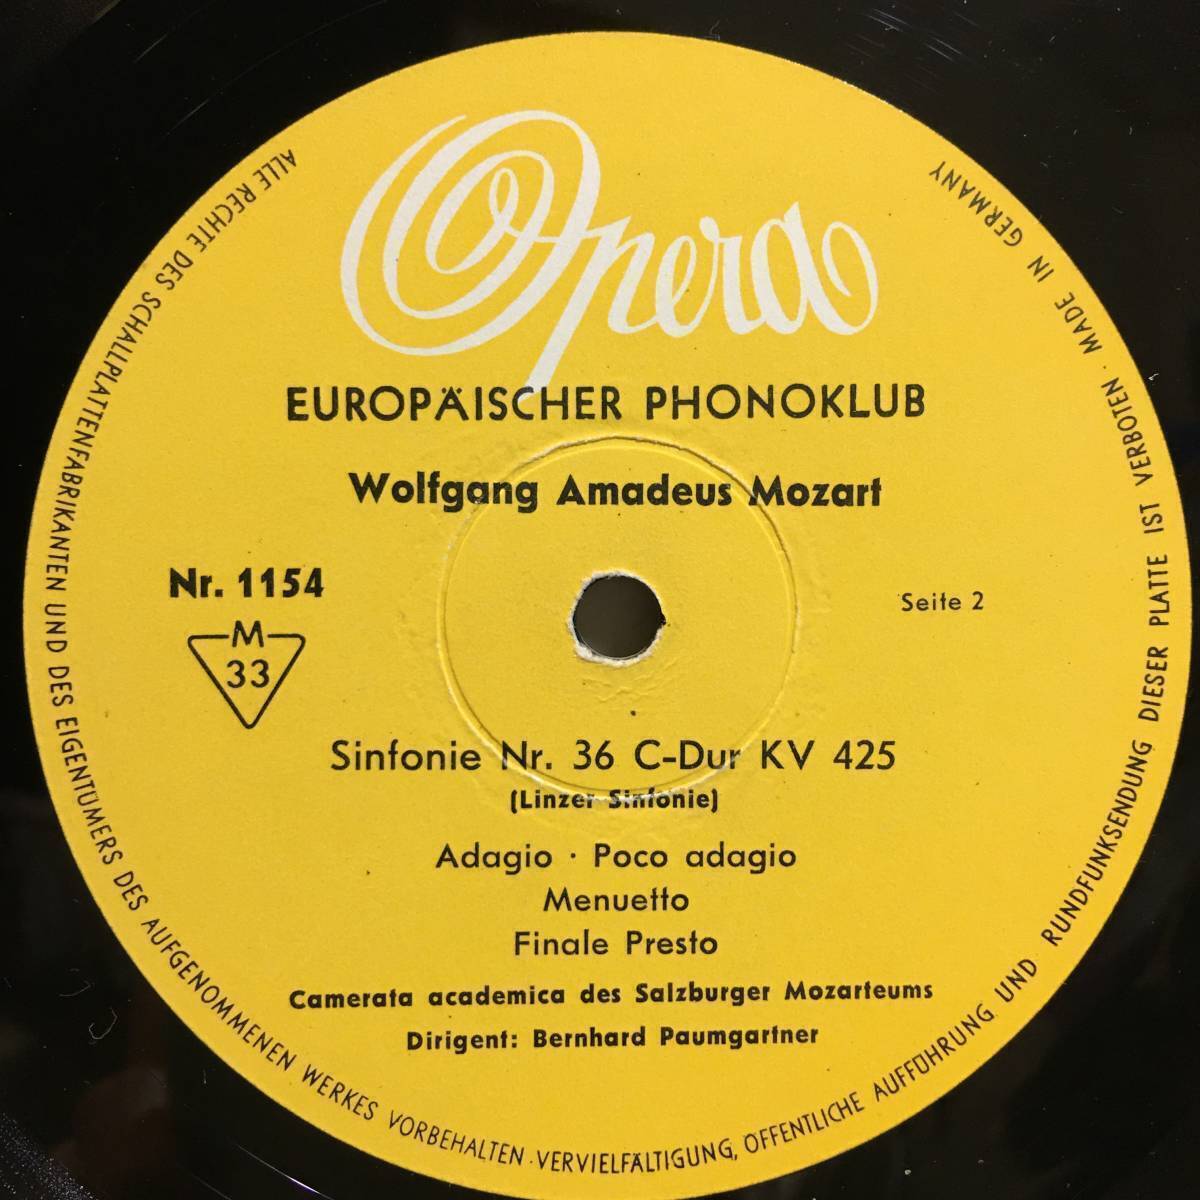 Opera
EUROPÄISCHER PHONOKLUB
Wolfgang Amadeus Mozart
Nr. 1154
M
33
Seite 2
Sinfonie Nr. 36 C-Dur KV 425
(Linzer Sinfonie)
Adagio · Poco adagio
Menuetto
Finale Presto
Camerata academica des Salzburger Mozarteums
Dirigent: Bernhard Paumgartner
ALLE RECHTE DES SCHALLPLATTENFABRIKANTEN UND DES EIGENTÜMERS DES AUFGENOMMENEN WERKES VORBEHALTEN · VERVIELFÄLTIGUNG, ÖFFENTLICHE AUFFÜHRUNG UND RUNDFUNKSENDUNG DIESER PLATTE IST VERBOTEN · MADE IN GERMANY